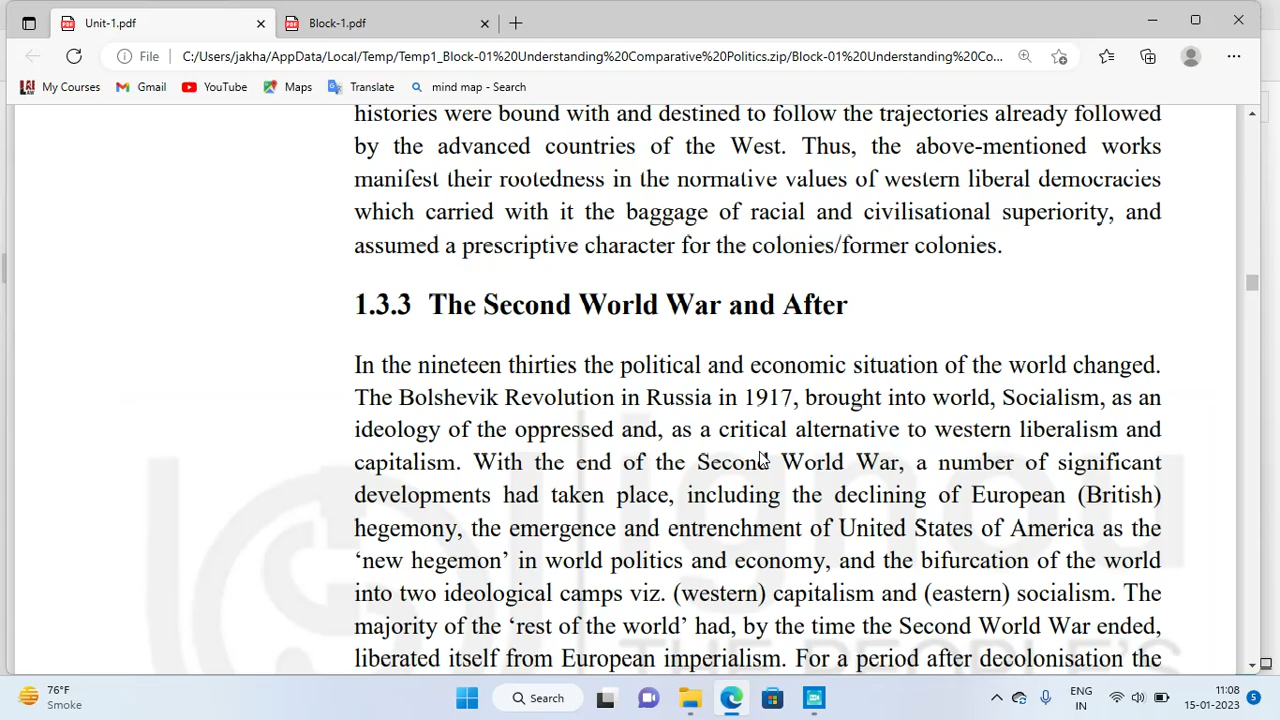 Unit-1.pdf
Block-1.pdf
File
C:/Users/jakha/AppData/Local/Temp/Temp1_Block-01%20Understanding%20Comparative%20Politics.zip/Block-01%20Understanding%20Co...
My Courses
Gmail
YouTube
Maps
Translate
mind map - Search
histories were bound with and destined to follow the trajectories already followed
by the advanced countries of the West. Thus, the above-mentioned works
manifest their rootedness in the normative values of western liberal democracies
which carried with it the baggage of racial and civilisational superiority, and
assumed a prescriptive character for the colonies/former colonies.
1.3.3 The Second World War and After
In the nineteen thirties the political and economic situation of the world changed.
The Bolshevik Revolution in Russia in 1917, brought into world, Socialism, as an
ideology of the oppressed and, as a critical alternative to western liberalism and
capitalism. With the end of the Second World War, a number of significant
developments had taken place, including the declining of European (British)
hegemony, the emergence and entrenchment of United States of America as the
‘new hegemon’ in world politics and economy, and the bifurcation of the world
into two ideological camps viz. (western) capitalism and (eastern) socialism. The
majority of the ‘rest of the world’ had, by the time the Second World War ended,
liberated itself from European imperialism. For a period after decolonisation the
ignou
THE PEOPLE'S
76°F
Smoke
Search
ENG
IN
11:08
15-01-2023
5